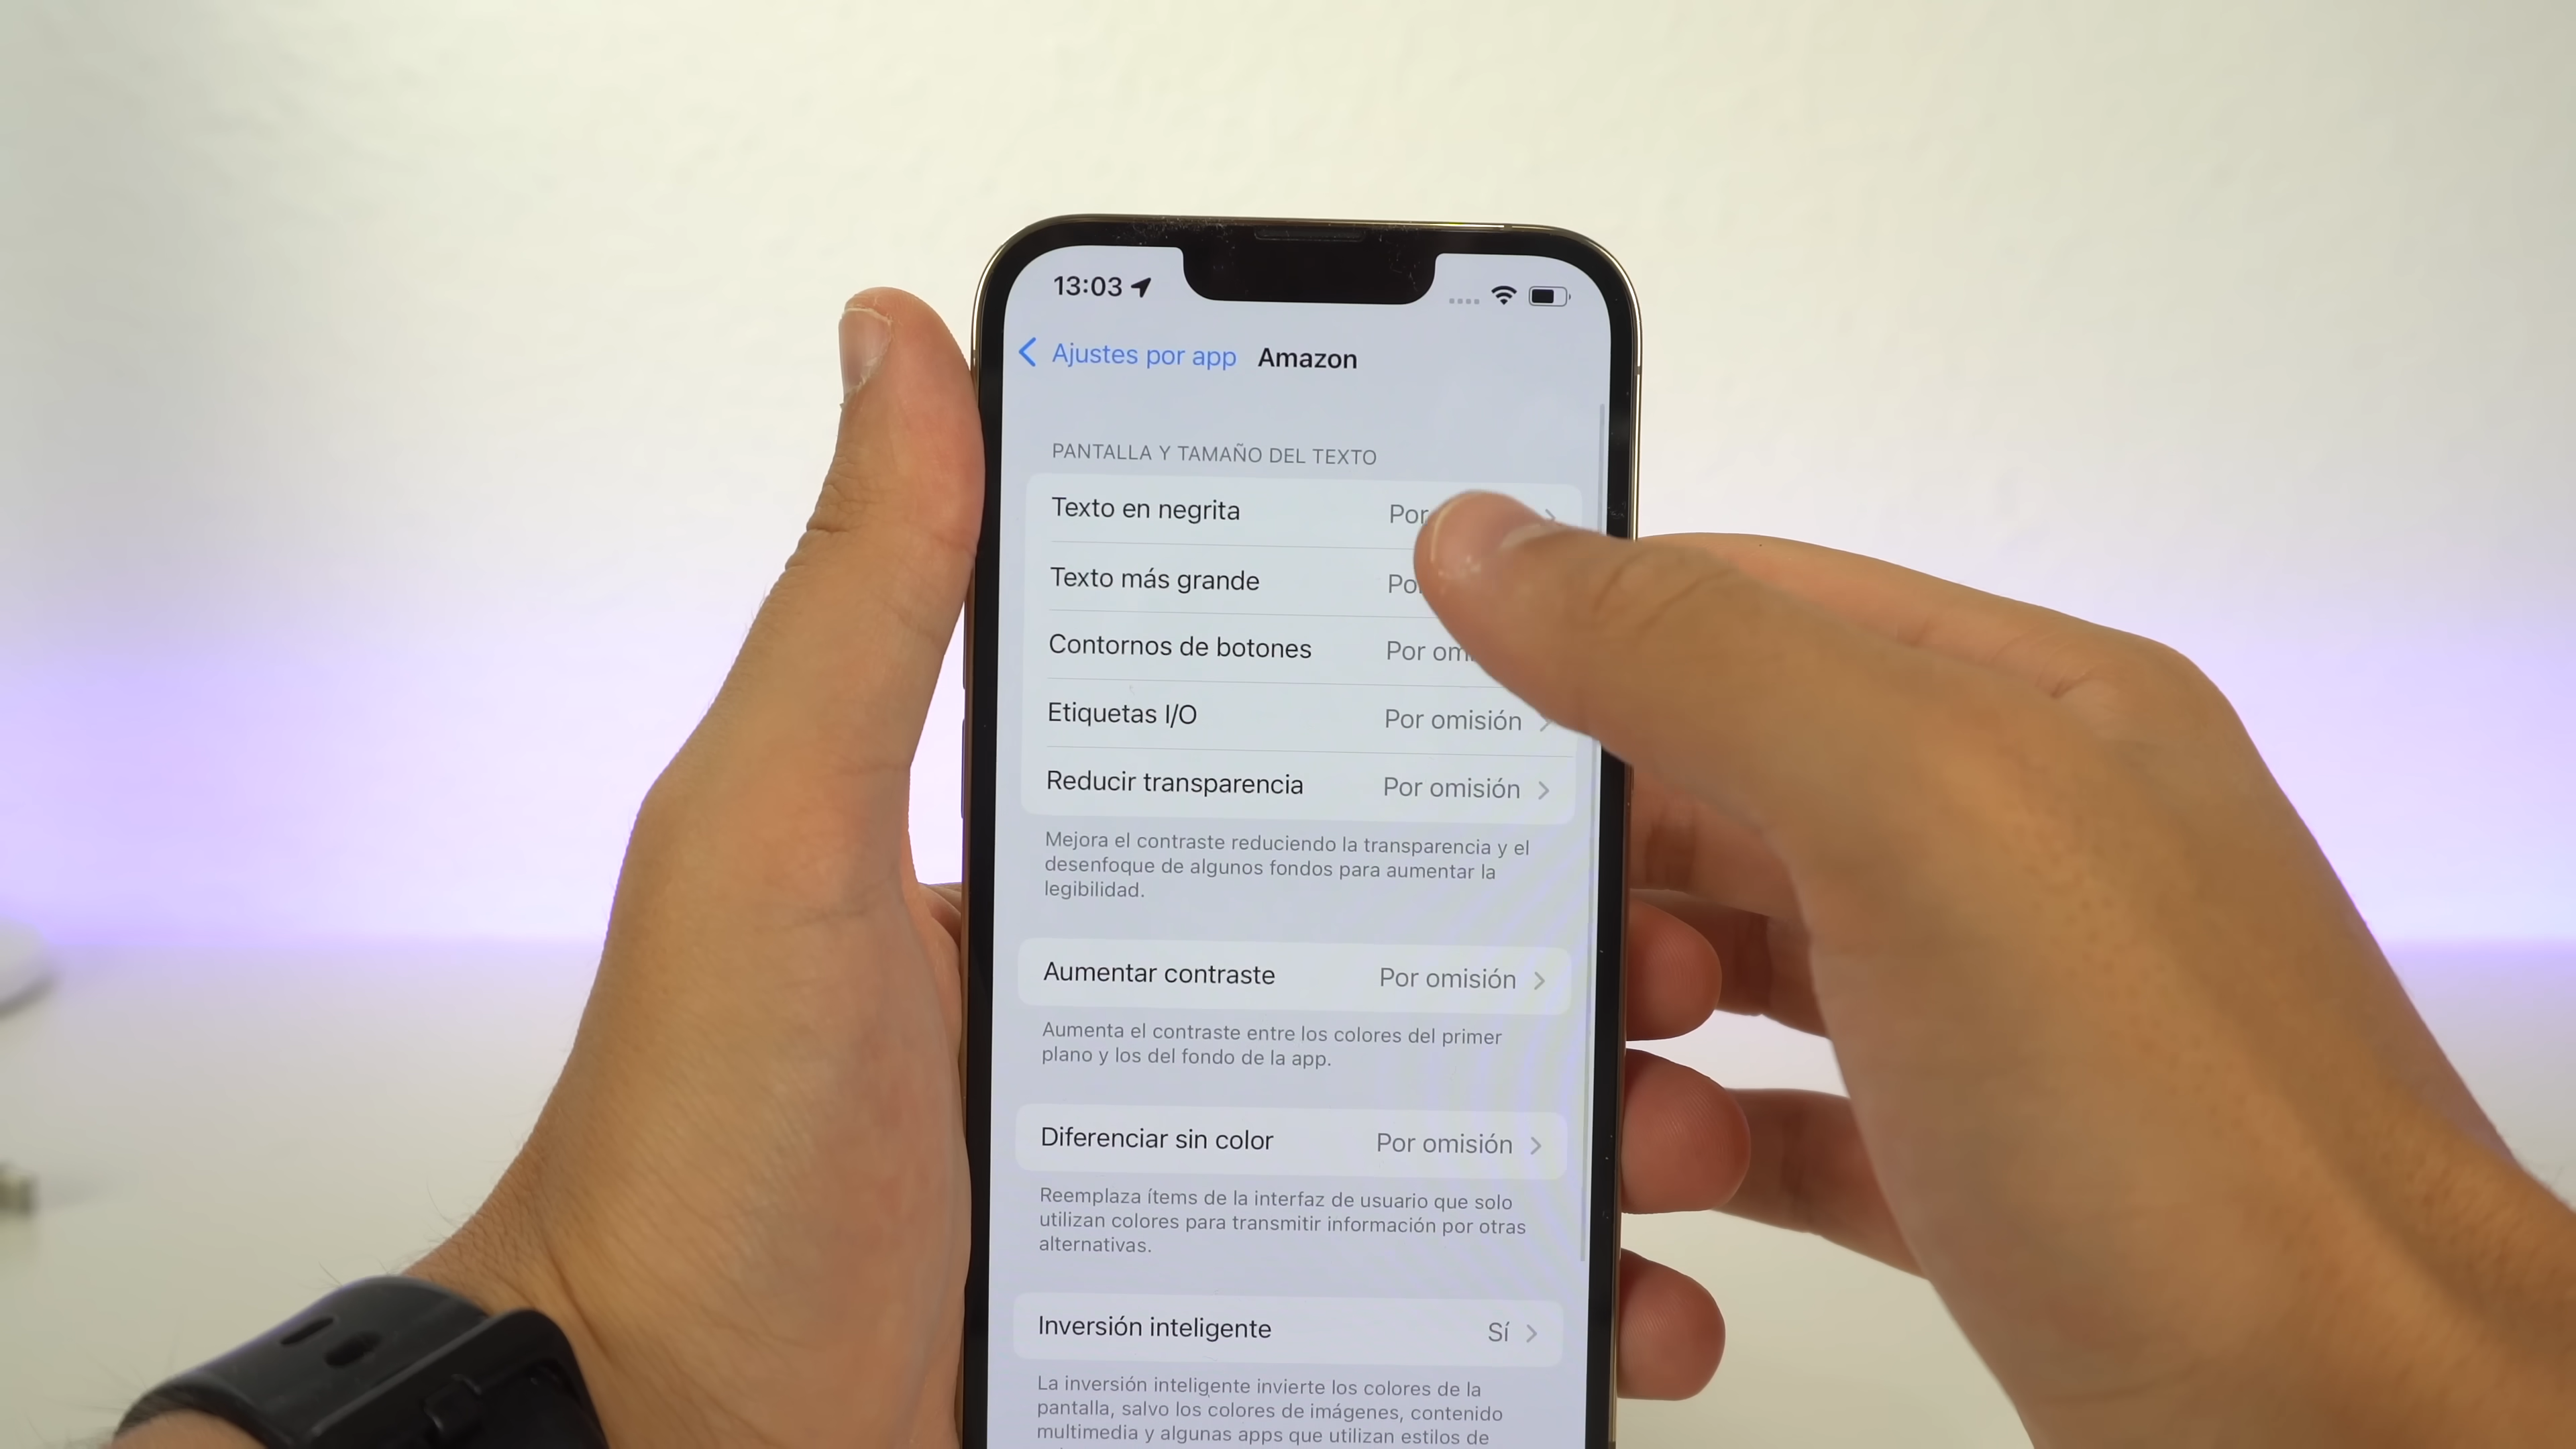 13:03
Ajustes por app Amazon
PANTALLA Y TAMAÑO DEL TEXTO
Texto en negrita Por
Texto más grande
Contornos de botones Por
Etiquetas I/O Por omisión
Reducir transparencia Por omisión
Mejora el contraste reduciendo la transparencia y el
desenfoque de algunos fondos para aumentar la
legibilidad.
Aumentar contraste Por omisión
Aumenta el contraste entre los colores del primer
plano y los del fondo de la app.
Diferenciar sin color Por omisión
Reemplaza ítems de la interfaz de usuario que solo
utilizan colores para transmitir información por otras
alternativas.
Inversión inteligente Sí
La inversión inteligente invierte los colores de la
pantalla, salvo los colores de imágenes, contenido
multimedia y algunas apps que utilizan estilos de